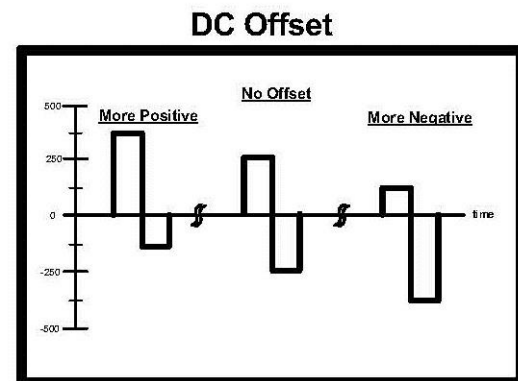 DC Offset
No Offset
More Positive
More Negative
500
250
0
time
-250
-500